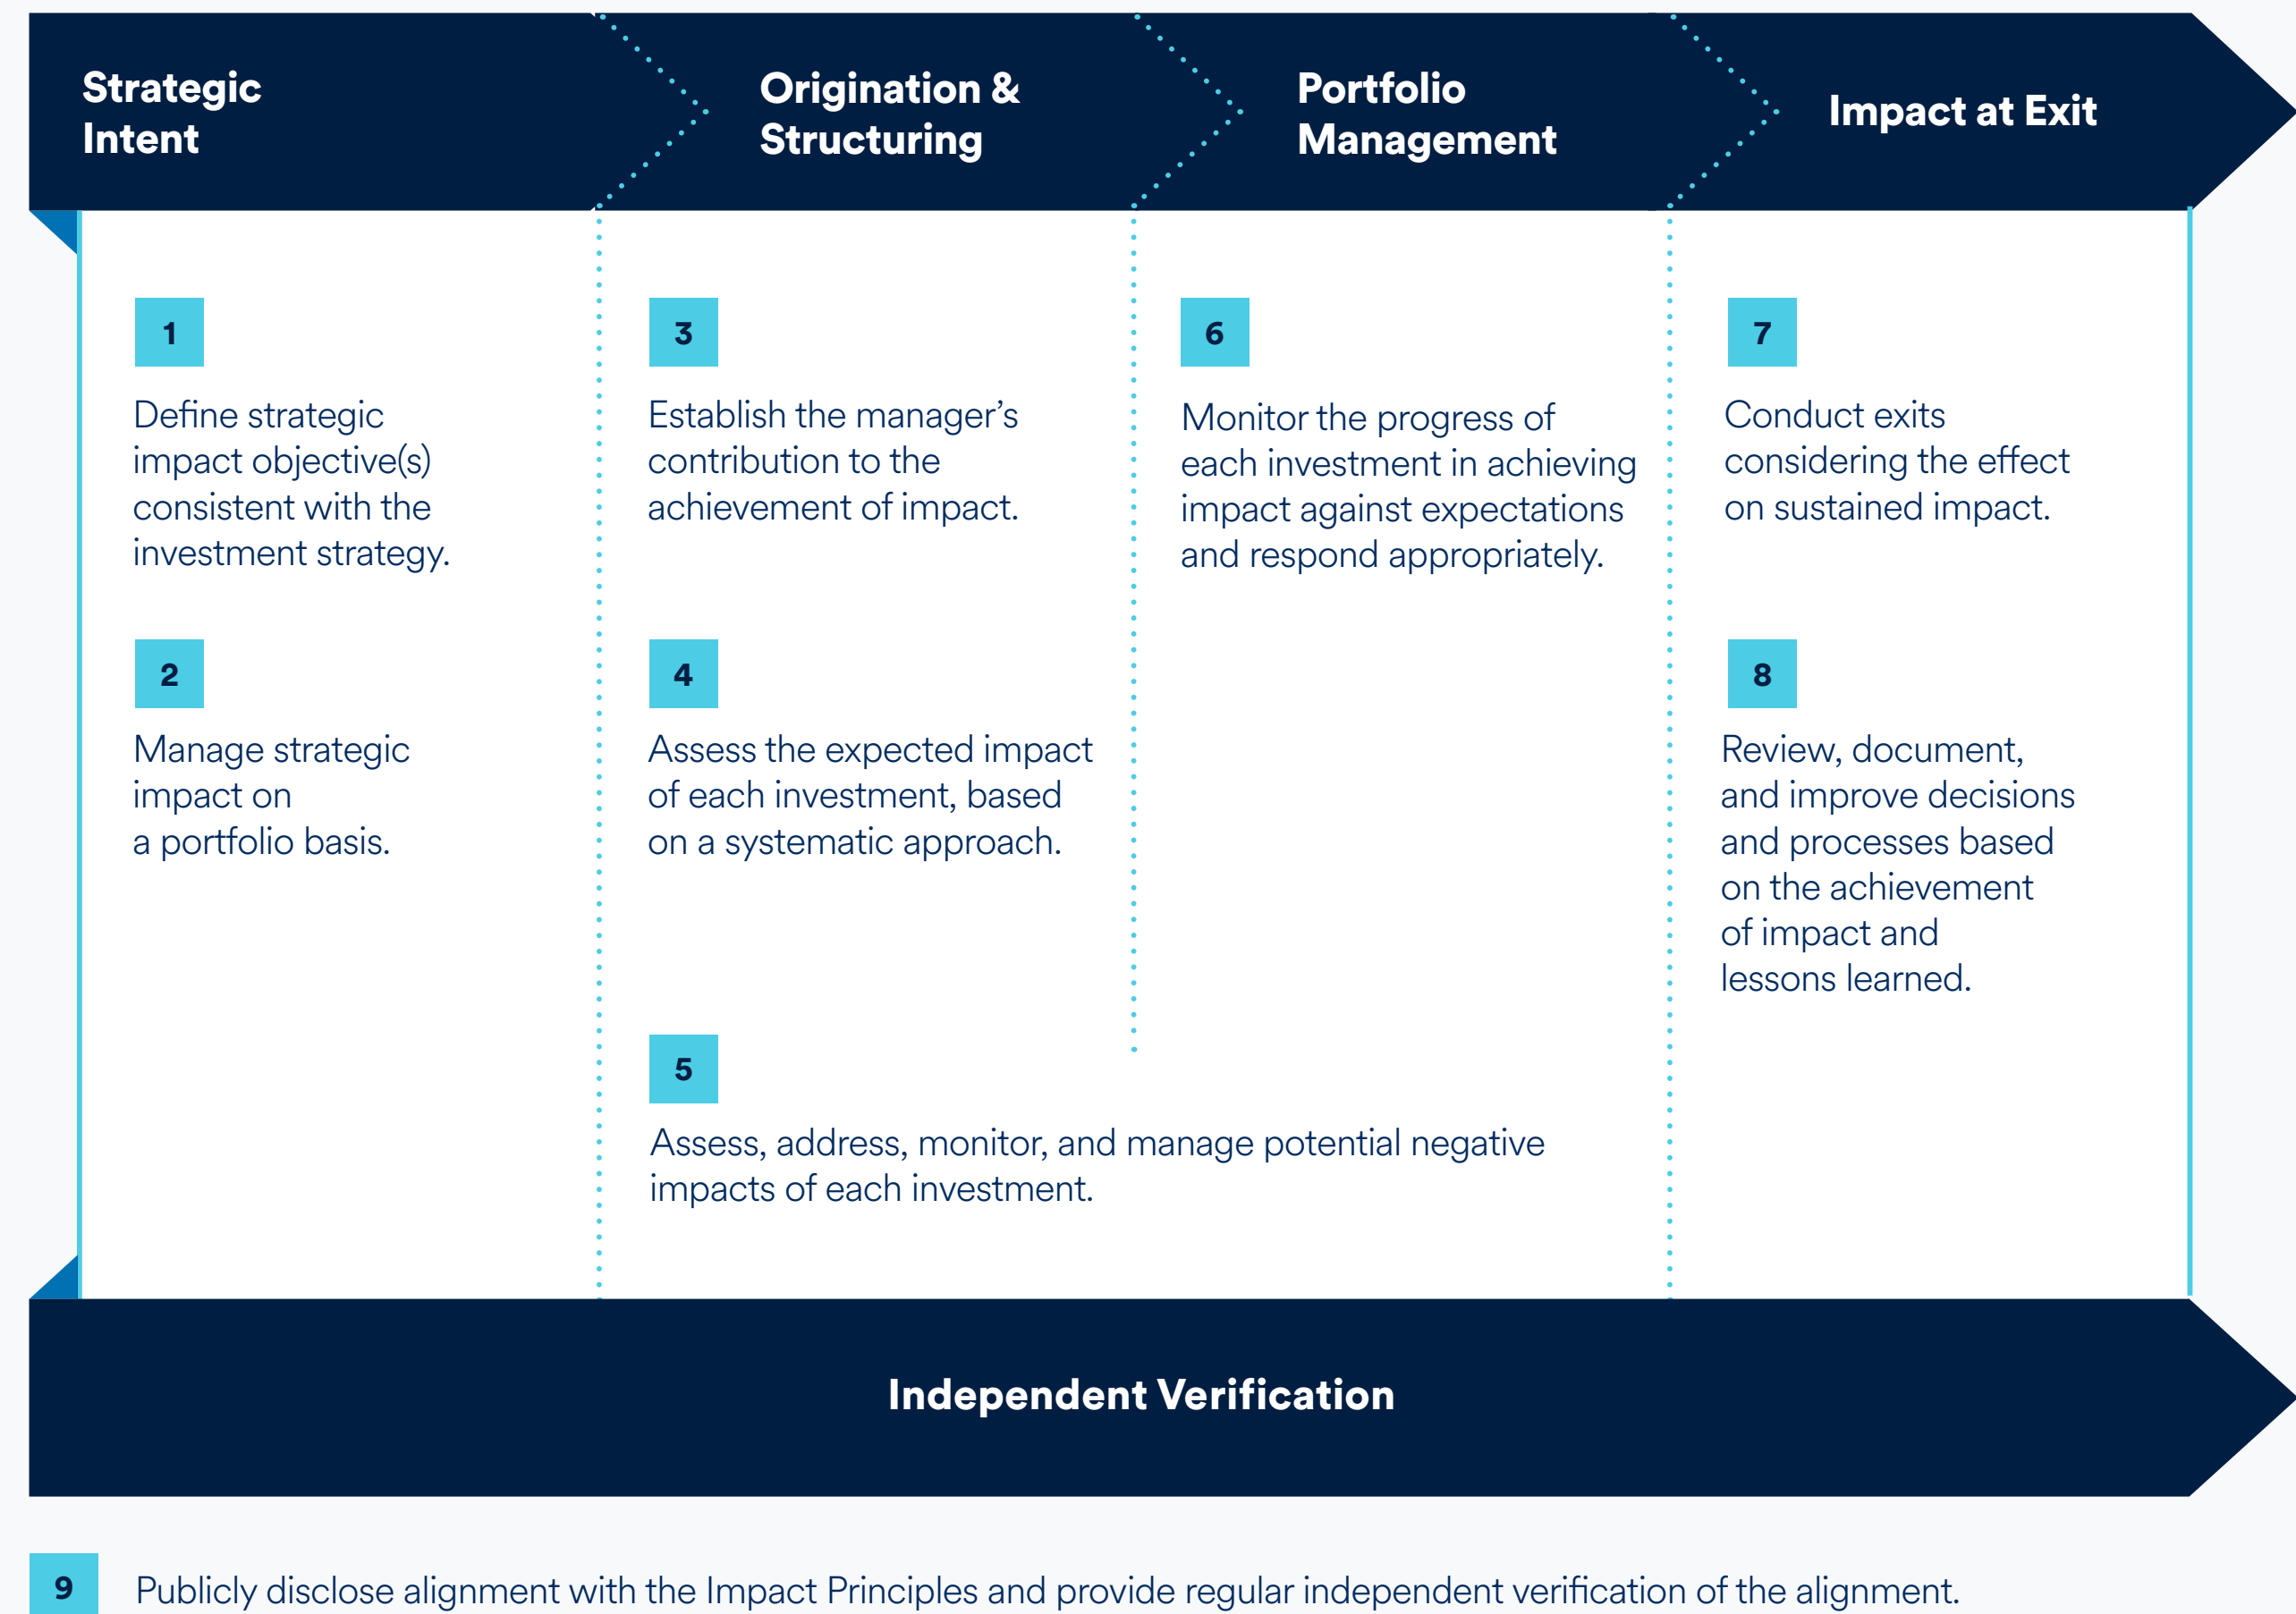 Strategic
Intent
Origination &
Structuring
Portfolio
Management
Impact at Exit
1
Define strategic
impact objective(s)
consistent with the
investment strategy.
2
Manage strategic
impact on
a portfolio basis.
3
Establish the manager’s
contribution to the
achievement of impact.
4
Assess the expected impact
of each investment, based
on a systematic approach.
5
Assess, address, monitor, and manage potential negative
impacts of each investment.
6
Monitor the progress of
each investment in achieving
impact against expectations
and respond appropriately.
7
Conduct exits
considering the effect
on sustained impact.
8
Review, document,
and improve decisions
and processes based
on the achievement
of impact and
lessons learned.
Independent Verification
9
Publicly disclose alignment with the Impact Principles and provide regular independent verification of the alignment.